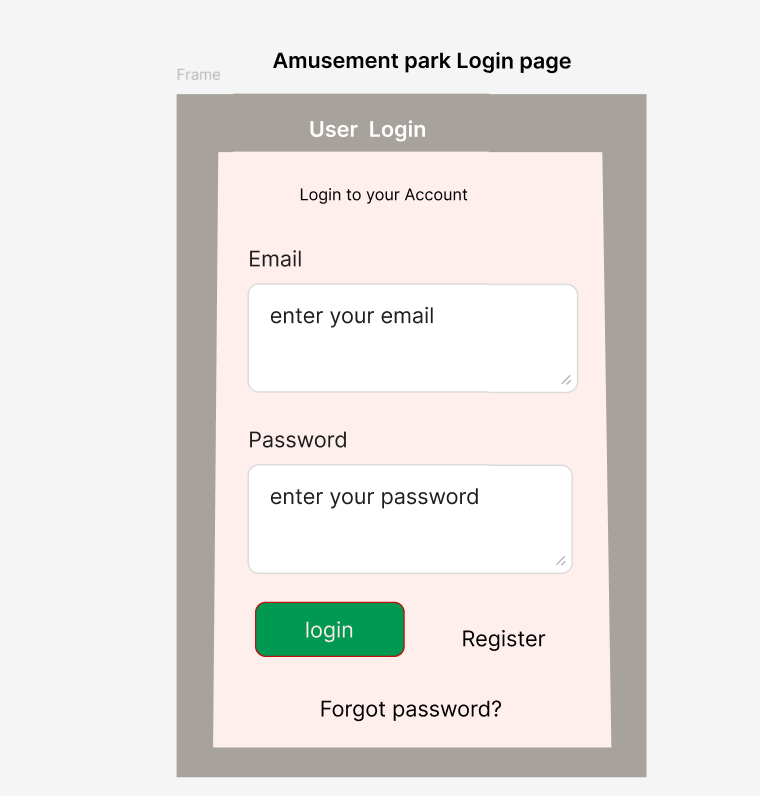 Amusement park Login page
Frame
User Login
Login to your Account
Email
enter your email
Password
enter your password
login
Register
Forgot password?